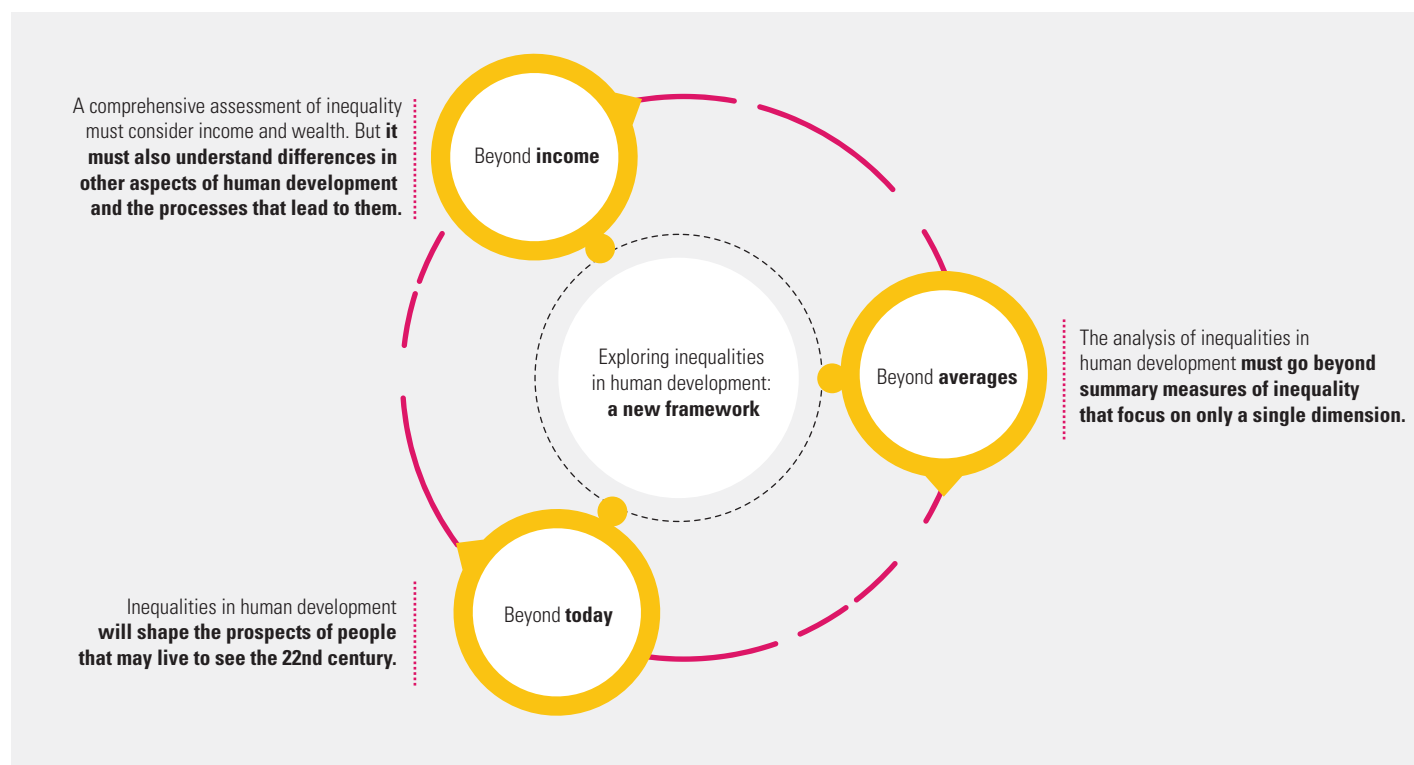 A comprehensive assessment of inequality
must consider income and wealth. But it
must also understand differences in
other aspects of human development
and the processes that lead to them.
Beyond income
Exploring inequalities
in human development:
a new framework
Beyond averages
The analysis of inequalities in
human development must go beyond
summary measures of inequality
that focus on only a single dimension.
Inequalities in human development
will shape the prospects of people
that may live to see the 22nd century.
Beyond today